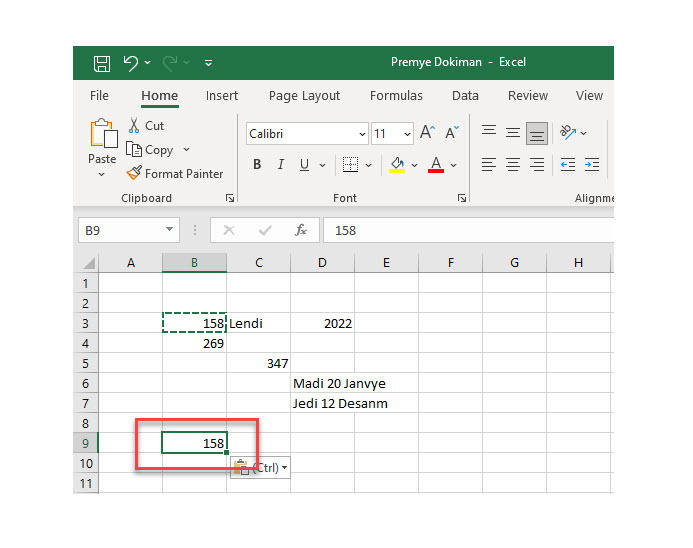 Premye Dokiman - Excel
File Home Insert Page Layout Formulas Data Review View
Cut
Copy
Format Painter
Paste
Calibri 11 A A
B I U A
ab
Clipboard Font Alignme
B9 fx 158
A B C D E F G H
1
2
3 158 Lendi 2022
4 269
5 347
6 Madi 20 Janvye
7 Jedi 12 Desanm
8
9 158
10 (Ctrl)
11